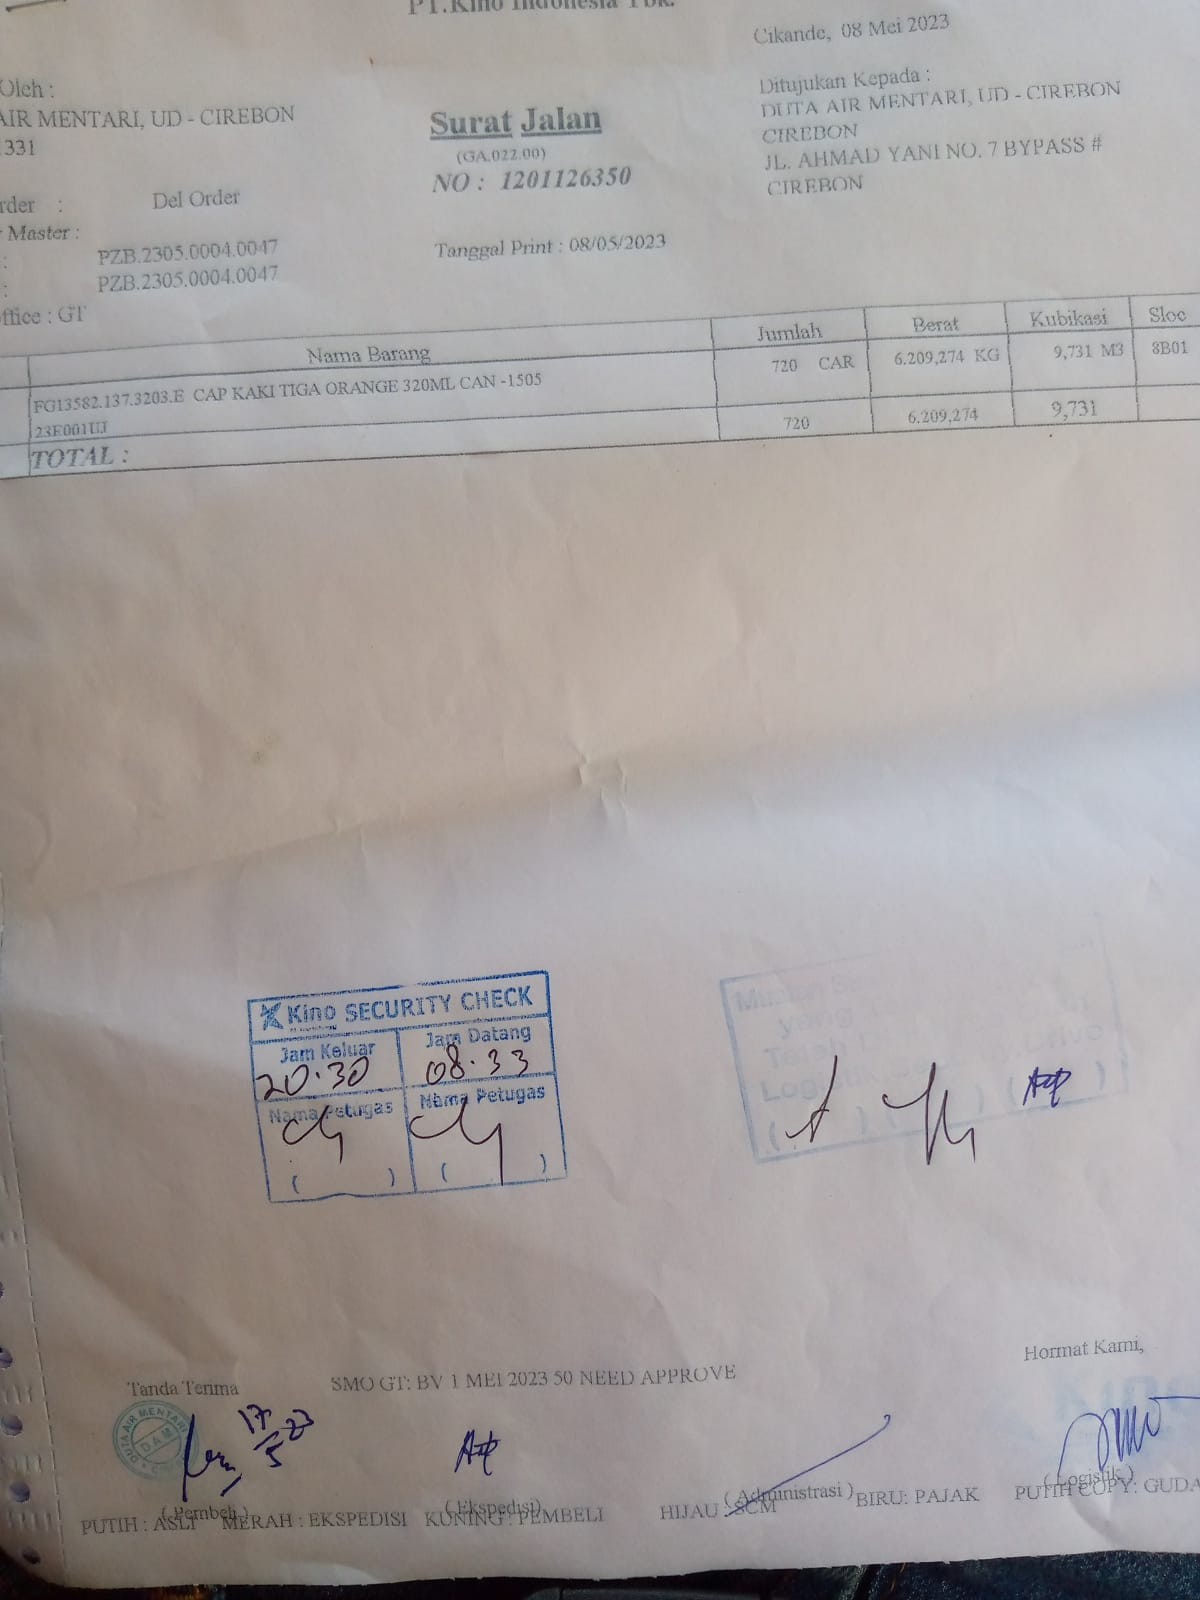 PT.Kino Indonesia Tbk.
Cikande, 08 Mei 2023
Oleh :
AIR MENTARI, UD - CIREBON
331
Surat Jalan
(GA.022.00)
NO : 1201126350
Ditujukan Kepada :
DUTA AIR MENTARI, UD - CIREBON
CIREBON
JL. AHMAD YANI NO. 7 BYPASS #
CIREBON
rder : Del Order
r Master :
: PZB.2305.0004.0047
: PZB.2305.0004.0047
Tanggal Print : 08/05/2023
ffice : GT
Nama Barang Jumlah Berat Kubikasi Sloc
FG13582.137.3203.E CAP KAKI TIGA ORANGE 320ML CAN -1505 720 CAR 6.209,274 KG 9,731 M3 8B01
23E001UJ
TOTAL : 720 6.209,274 9,731
Kino SECURITY CHECK
Jam Keluar Jam Datang
20.30 08.33
Nama Petugas Nama Petugas
( ) ( )
Logistik
Hormat Kami,
Tanda Terima SMO GT: BV 1 MEI 2023 50 NEED APPROVE
DUTA AIR MENTARI
D.A.M
17/5 23
( Pembeli ) ( Ekspedisi) ( Administrasi ) ( Logistik )
PUTIH : ASLI MERAH : EKSPEDISI KUNING : PEMBELI HIJAU : SCM BIRU: PAJAK PUTIH COPY: GUDA